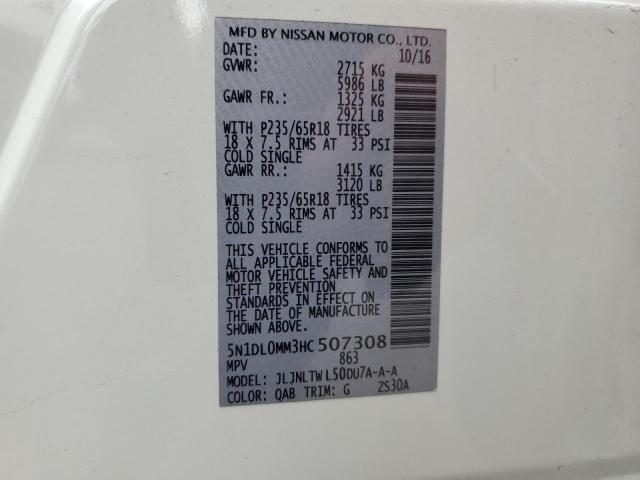 MFD BY NISSAN MOTOR CO., LTD.
DATE: 10/16
GVWR: 2715 KG
5986 LB
GAWR FR.: 1325 KG
2921 LB
WITH P235/65R18 TIRES
18 X 7.5 RIMS AT 33 PSI
COLD SINGLE
GAWR RR.: 1415 KG
3120 LB
WITH P235/65R18 TIRES
18 X 7.5 RIMS AT 33 PSI
COLD SINGLE
THIS VEHICLE CONFORMS TO
ALL APPLICABLE FEDERAL
MOTOR VEHICLE SAFETY AND
THEFT PREVENTION
STANDARDS IN EFFECT ON
THE DATE OF MANUFACTURE
SHOWN ABOVE.
5N1DL0MM3HC507308
MPV 863
MODEL: JLJNLTWL50DU7A-A-A
COLOR: QAB TRIM: G ZS30A